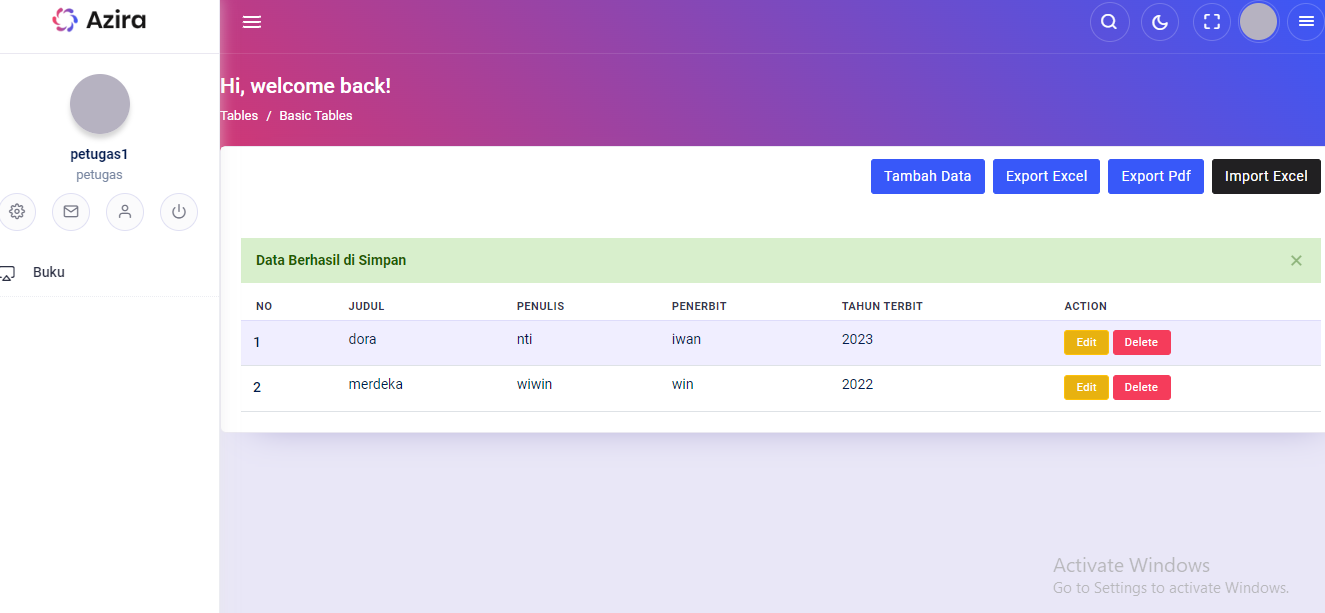 Azira
Hi, welcome back!
Tables / Basic Tables
petugas1
petugas
Buku
Tambah Data Export Excel Export Pdf Import Excel
Data Berhasil di Simpan ×
NO JUDUL PENULIS PENERBIT TAHUN TERBIT ACTION
1 dora nti iwan 2023 Edit Delete
2 merdeka wiwin win 2022 Edit Delete
Activate Windows
Go to Settings to activate Windows.